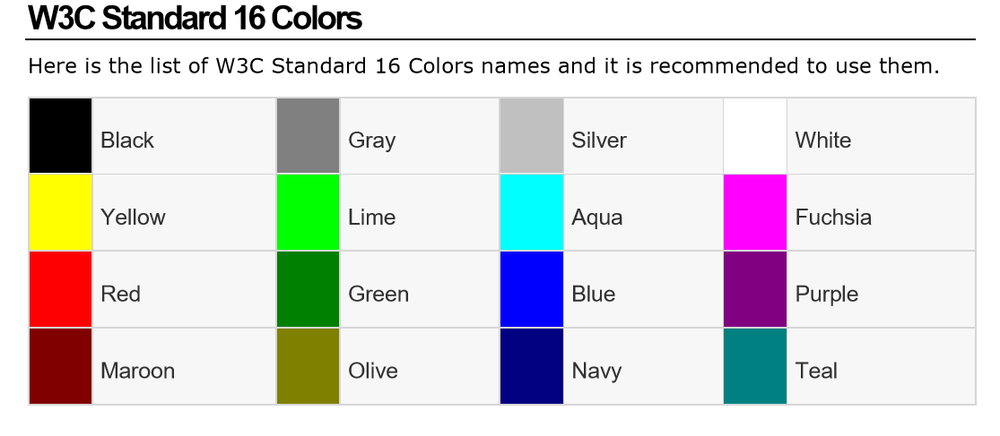 W3C Standard 16 Colors
Here is the list of W3C Standard 16 Colors names and it is recommended to use them.
Black Gray Silver White
Yellow Lime Aqua Fuchsia
Red Green Blue Purple
Maroon Olive Navy Teal